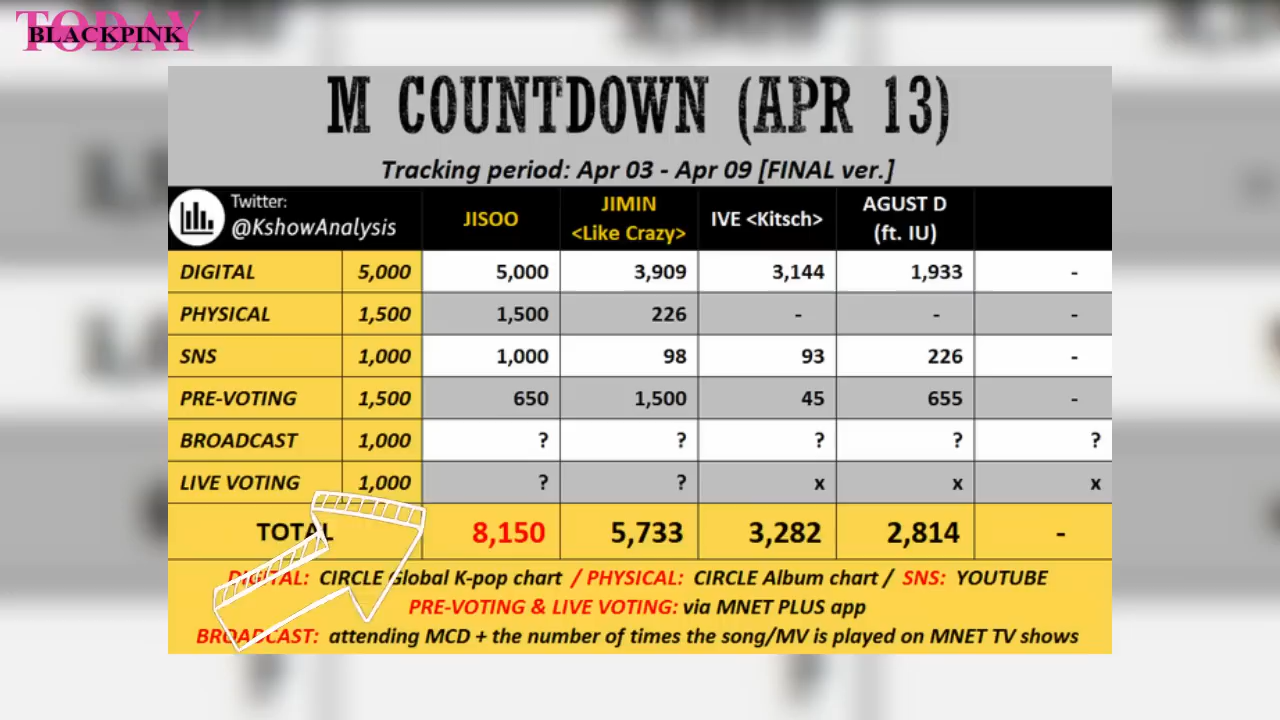 TODAY
BLACKPINK
M COUNTDOWN (APR 13)
Tracking period: Apr 03 - Apr 09 [FINAL ver.]
Twitter: @KshowAnalysis JISOO JIMIN <Like Crazy> IVE <Kitsch> AGUST D (ft. IU)
DIGITAL 5,000 5,000 3,909 3,144 1,933 -
PHYSICAL 1,500 1,500 226 - - -
SNS 1,000 1,000 98 93 226 -
PRE-VOTING 1,500 650 1,500 45 655 -
BROADCAST 1,000 ? ? ? ? ?
LIVE VOTING 1,000 ? ? x x x
TOTAL 8,150 5,733 3,282 2,814 -
DIGITAL: CIRCLE Global K-pop chart / PHYSICAL: CIRCLE Album chart / SNS: YOUTUBE
PRE-VOTING & LIVE VOTING: via MNET PLUS app
BROADCAST: attending MCD + the number of times the song/MV is played on MNET TV shows